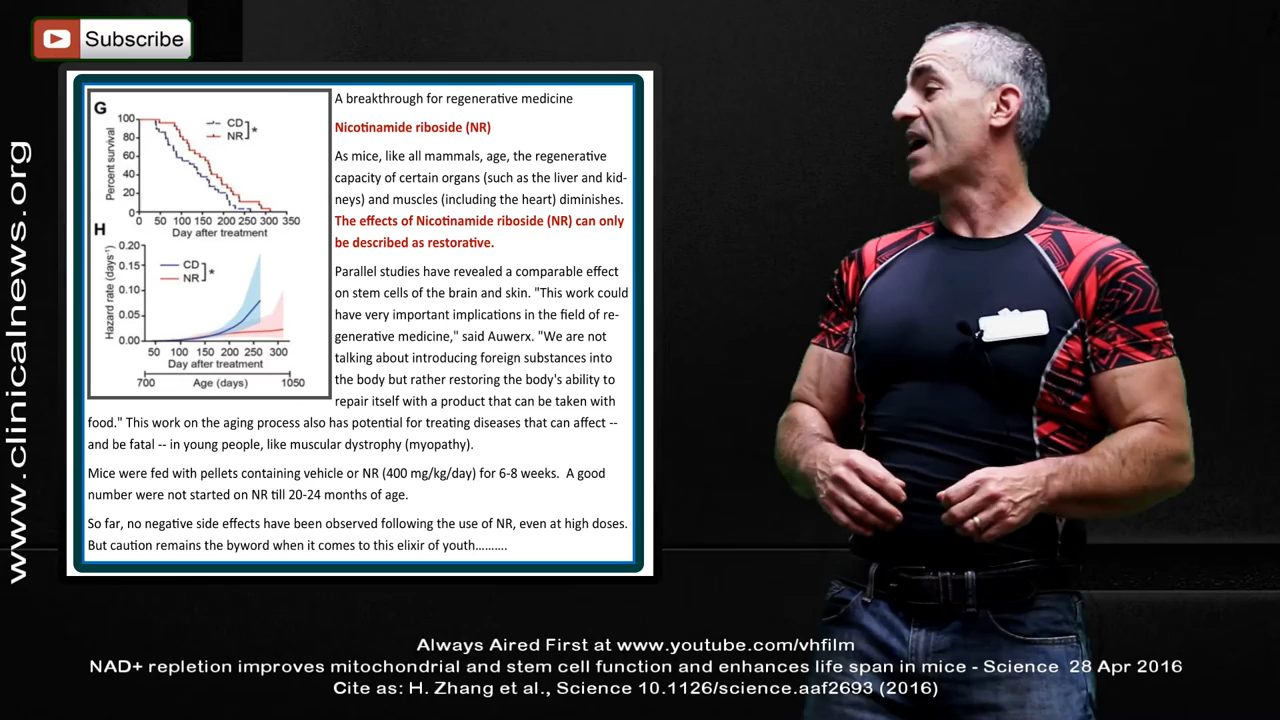 Subscribe
www.clinicalnews.org
G
CD
NR
*
Percent survival
100
80
60
40
20
0
0 50 100 150 200 250 300 350
Day after treatment
H
CD
NR
*
Hazard rate (days⁻¹)
0.20
0.15
0.10
0.05
0.00
50 100 150 200 250 300
Day after treatment
700 Age (days) 1050
A breakthrough for regenerative medicine
Nicotinamide riboside (NR)
As mice, like all mammals, age, the regenerative
capacity of certain organs (such as the liver and kid-
neys) and muscles (including the heart) diminishes.
The effects of Nicotinamide riboside (NR) can only
be described as restorative.
Parallel studies have revealed a comparable effect
on stem cells of the brain and skin. "This work could
have very important implications in the field of re-
generative medicine," said Auwerx. "We are not
talking about introducing foreign substances into
the body but rather restoring the body's ability to
repair itself with a product that can be taken with
food." This work on the aging process also has potential for treating diseases that can affect --
and be fatal -- in young people, like muscular dystrophy (myopathy).
Mice were fed with pellets containing vehicle or NR (400 mg/kg/day) for 6-8 weeks. A good
number were not started on NR till 20-24 months of age.
So far, no negative side effects have been observed following the use of NR, even at high doses.
But caution remains the byword when it comes to this elixir of youth..........
Always Aired First at www.youtube.com/vhfilm
NAD+ repletion improves mitochondrial and stem cell function and enhances life span in mice - Science 28 Apr 2016
Cite as: H. Zhang et al., Science 10.1126/science.aaf2693 (2016)